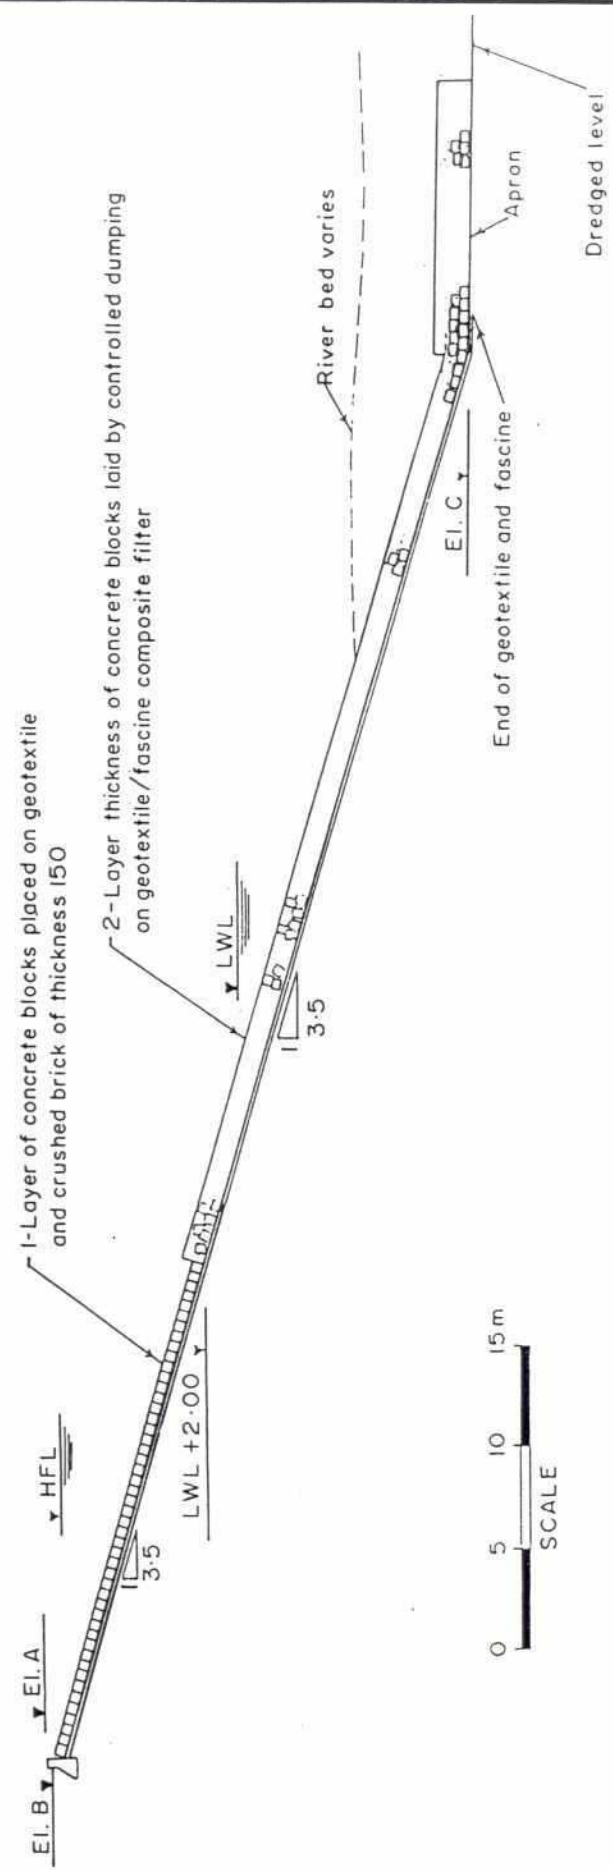 1-Layer of concrete blocks placed on geotextile
and crushed brick of thickness 150
2-Layer thickness of concrete blocks laid by controlled dumping
on geotextile/fascine composite filter
El. B
El. A
HFL
1
3·5
LWL +2·00
LWL
1
3·5
River bed varies
El. C
End of geotextile and fascine
Apron
Dredged level
0 5 10 15 m
SCALE